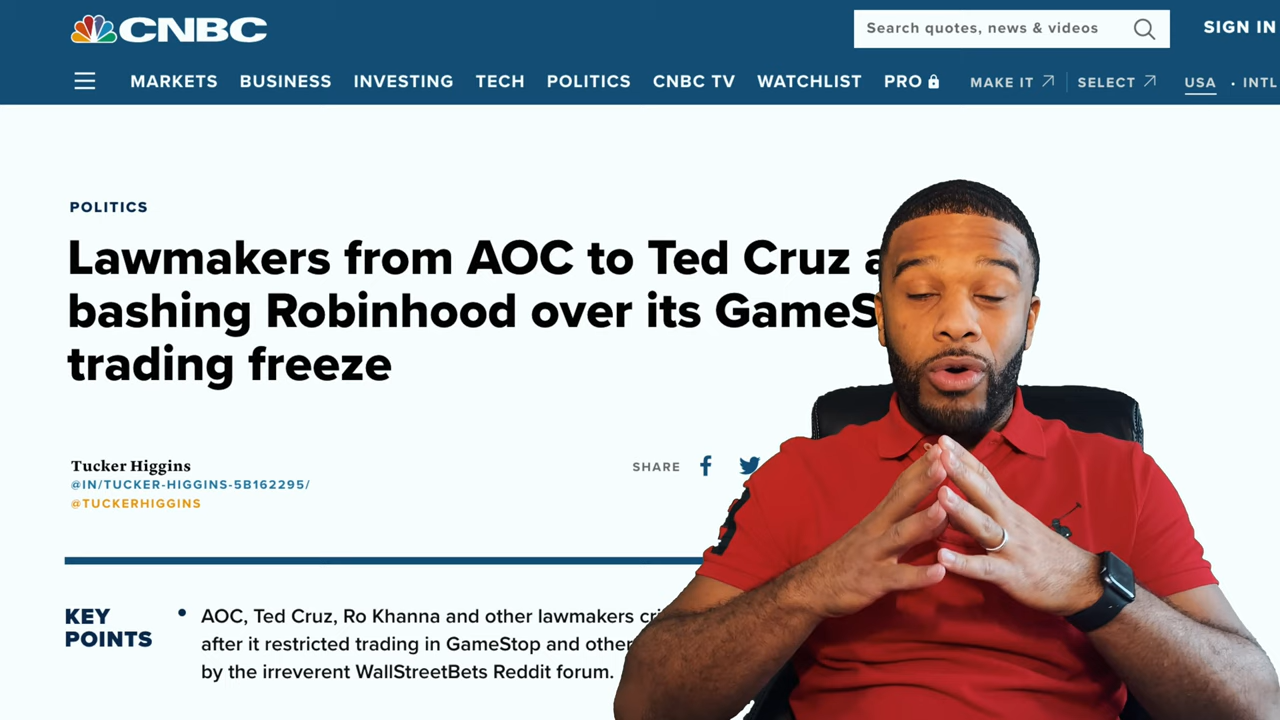 CNBC
Search quotes, news & videos
SIGN IN
MARKETS BUSINESS INVESTING TECH POLITICS CNBC TV WATCHLIST PRO MAKE IT SELECT USA · INTL
POLITICS
Lawmakers from AOC to Ted Cruz
bashing Robinhood over its GameS
trading freeze
Tucker Higgins
@IN/TUCKER-HIGGINS-5B162295/
@TUCKERHIGGINS
SHARE
KEY
POINTS
• AOC, Ted Cruz, Ro Khanna and other lawmakers
after it restricted trading in GameStop and other
by the irreverent WallStreetBets Reddit forum.